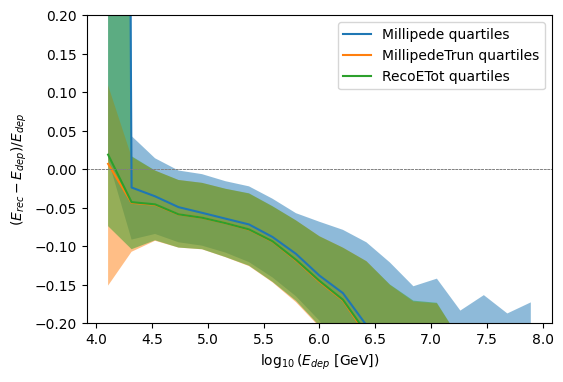 Millipede quartiles
MillipedeTrun quartiles
RecoETot quartiles
0.20
0.15
0.10
0.05
0.00
−0.05
−0.10
−0.15
−0.20
(E_rec − E_dep)/E_dep
4.0 4.5 5.0 5.5 6.0 6.5 7.0 7.5 8.0
log₁₀(E_dep [GeV])